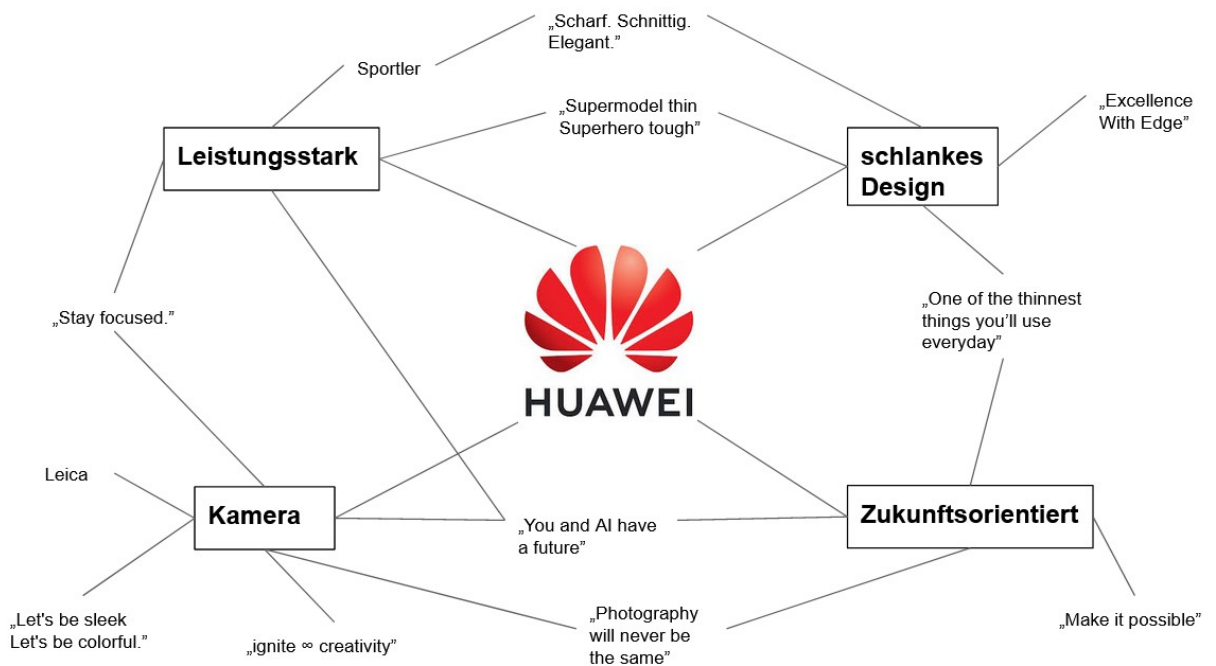 „Scharf. Schnittig.
Elegant.”
Sportler
„Supermodel thin
Superhero tough”
„Excellence
With Edge”
Leistungsstark
schlankes
Design
„Stay focused.”
„One of the thinnest
things you’ll use
everyday”
HUAWEI
Leica
Kamera
„You and AI have
a future”
Zukunftsorientiert
„Let's be sleek
Let's be colorful.”
„ignite ∞ creativity”
„Photography
will never be
the same”
„Make it possible”